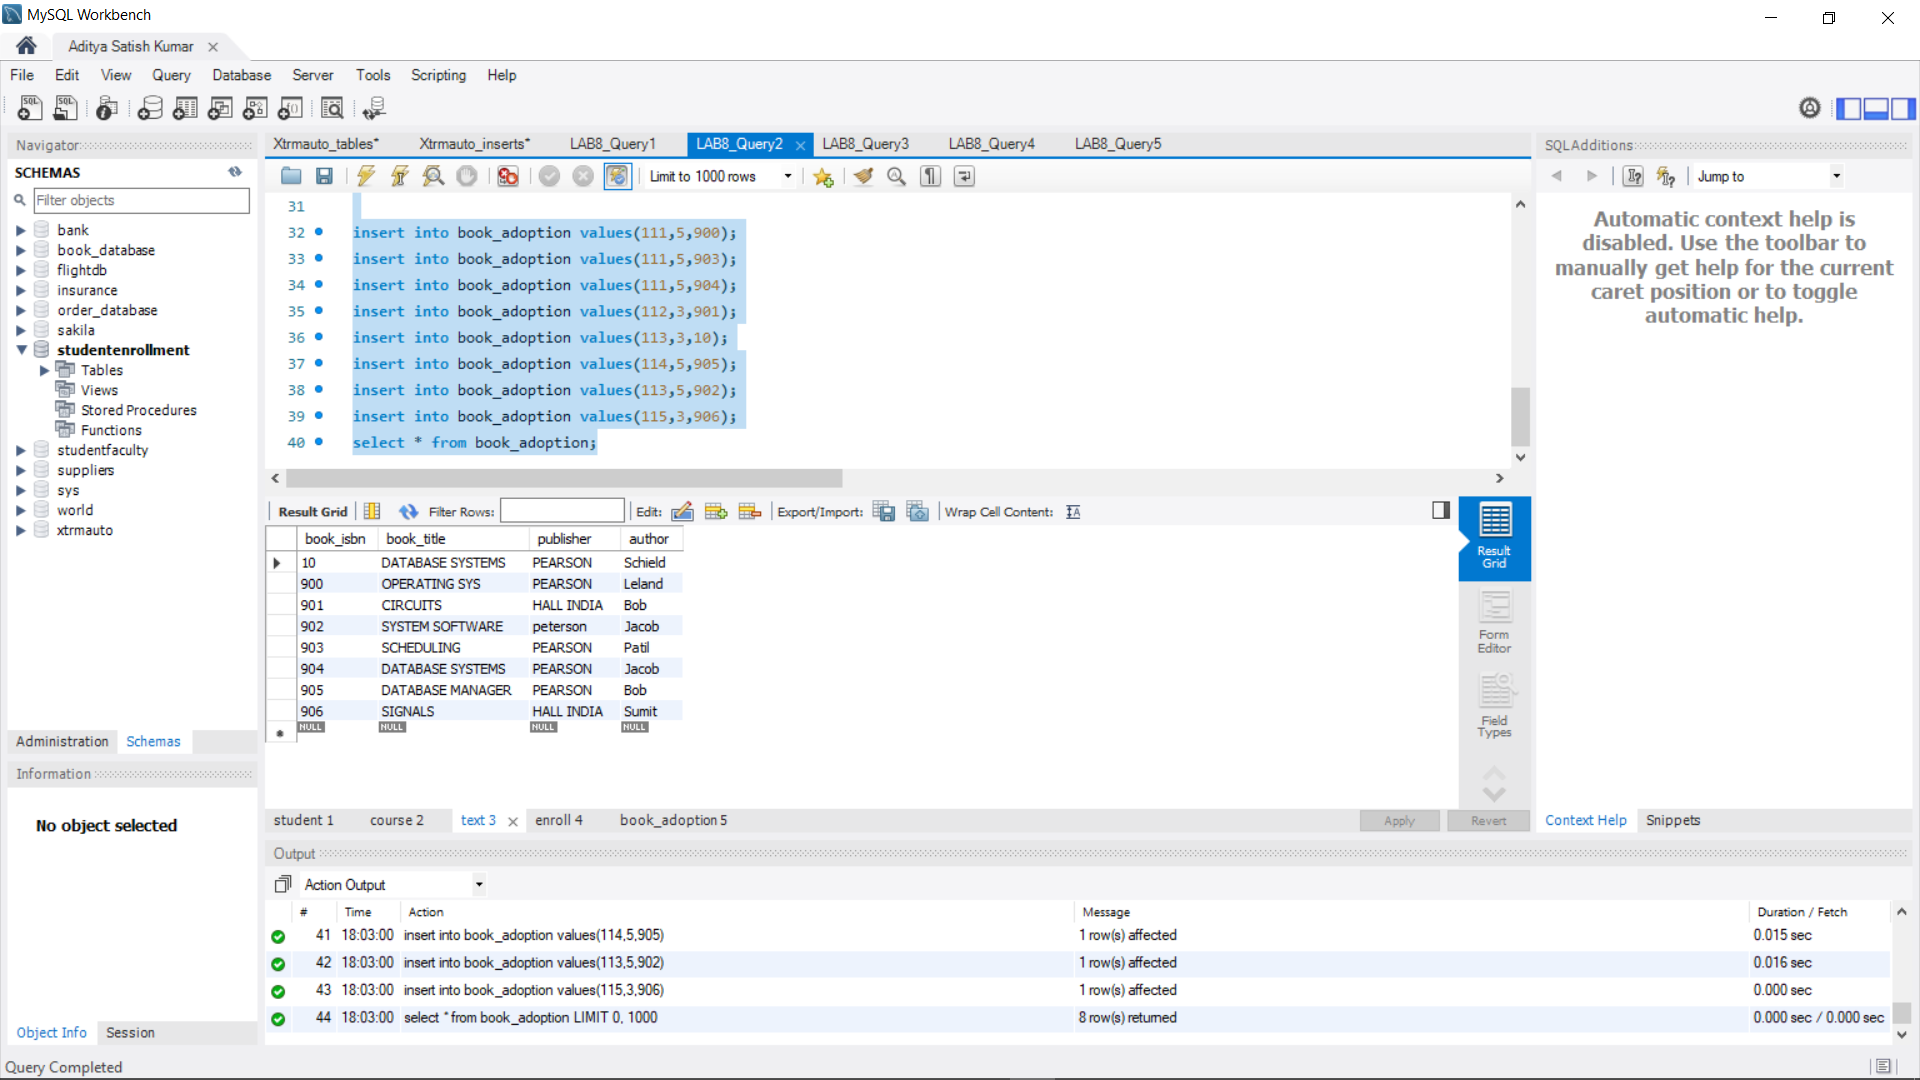 MySQL Workbench
Aditya Satish Kumar
File Edit View Query Database Server Tools Scripting Help
Navigator
SCHEMAS
Filter objects
bank
book_database
flightdb
insurance
order_database
sakila
studentenrollment
Tables
Views
Stored Procedures
Functions
studentfaculty
suppliers
sys
world
xtrmauto
Administration Schemas
Information
No object selected
Object Info Session
Query Completed
Xtrmauto_tables* Xtrmauto_inserts* LAB8_Query1 LAB8_Query2 LAB8_Query3 LAB8_Query4 LAB8_Query5
Limit to 1000 rows
31
32 insert into book_adoption values(111,5,900);
33 insert into book_adoption values(111,5,903);
34 insert into book_adoption values(111,5,904);
35 insert into book_adoption values(112,3,901);
36 insert into book_adoption values(113,3,10);
37 insert into book_adoption values(114,5,905);
38 insert into book_adoption values(113,5,902);
39 insert into book_adoption values(115,3,906);
40 select * from book_adoption;
Result Grid Filter Rows: Edit: Export/Import: Wrap Cell Content:
book_isbn book_title publisher author
10 DATABASE SYSTEMS PEARSON Schield
900 OPERATING SYS PEARSON Leland
901 CIRCUITS HALL INDIA Bob
902 SYSTEM SOFTWARE peterson Jacob
903 SCHEDULING PEARSON Patil
904 DATABASE SYSTEMS PEARSON Jacob
905 DATABASE MANAGER PEARSON Bob
906 SIGNALS HALL INDIA Sumit
NULL NULL NULL NULL
Result Grid
Form Editor
Field Types
student 1 course 2 text 3 enroll 4 book_adoption 5 Apply Revert
SQLAdditions
Jump to
Automatic context help is
disabled. Use the toolbar to
manually get help for the current
caret position or to toggle
automatic help.
Context Help Snippets
Output
Action Output
# Time Action Message Duration / Fetch
41 18:03:00 insert into book_adoption values(114,5,905) 1 row(s) affected 0.015 sec
42 18:03:00 insert into book_adoption values(113,5,902) 1 row(s) affected 0.016 sec
43 18:03:00 insert into book_adoption values(115,3,906) 1 row(s) affected 0.000 sec
44 18:03:00 select * from book_adoption LIMIT 0, 1000 8 row(s) returned 0.000 sec / 0.000 sec